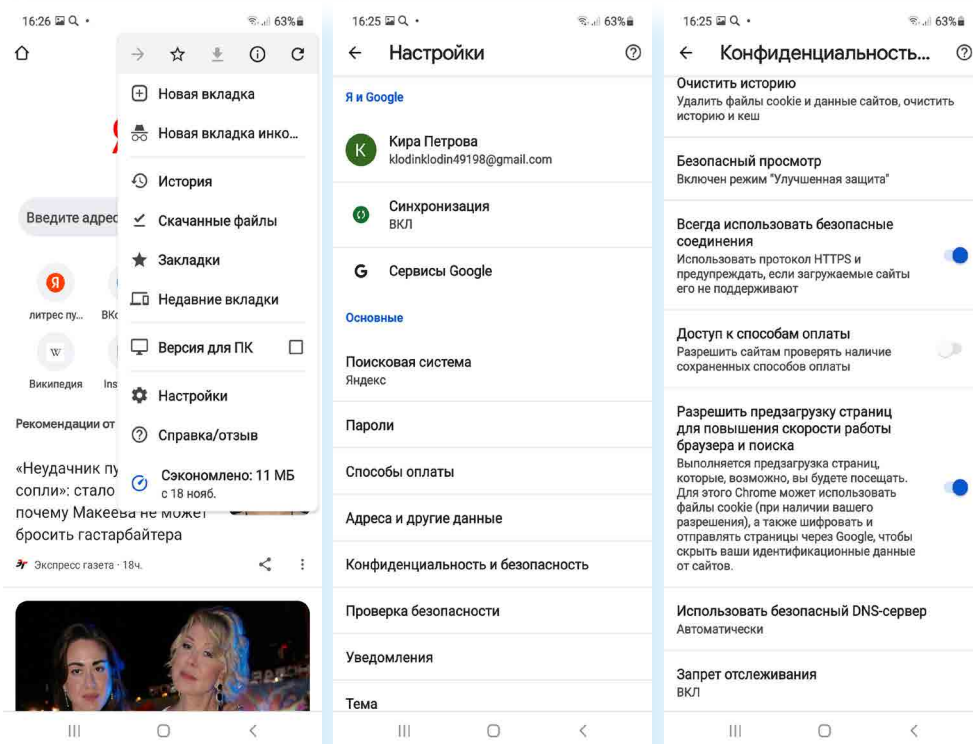 16:26
63%
Новая вкладка
Новая вкладка инко...
История
Скачанные файлы
Закладки
Недавние вкладки
Версия для ПК
Настройки
Справка/отзыв
Сэкономлено: 11 МБ
с 18 нояб.
Введите адрес
Я
литрес пу...
ВКо
W
Википедия
Ins
Рекомендации от
«Неудачник пу
сопли»: стало
почему Макеева не может
бросить гастарбайтера
ЭГ Экспресс газета · 18ч.
16:25
63%
Настройки
Я и Google
К
Кира Петрова
klodinklodin49198@gmail.com
Синхронизация
ВКЛ
G Сервисы Google
Основные
Поисковая система
Яндекс
Пароли
Способы оплаты
Адреса и другие данные
Конфиденциальность и безопасность
Проверка безопасности
Уведомления
Тема
16:25
63%
Конфиденциальность...
Очистить историю
Удалить файлы cookie и данные сайтов, очистить
историю и кеш
Безопасный просмотр
Включен режим "Улучшенная защита"
Всегда использовать безопасные
соединения
Использовать протокол HTTPS и
предупреждать, если загружаемые сайты
его не поддерживают
Доступ к способам оплаты
Разрешить сайтам проверять наличие
сохраненных способов оплаты
Разрешить предзагрузку страниц
для повышения скорости работы
браузера и поиска
Выполняется предзагрузка страниц,
которые, возможно, вы будете посещать.
Для этого Chrome может использовать
файлы cookie (при наличии вашего
разрешения), а также шифровать и
отправлять страницы через Google, чтобы
скрыть ваши идентификационные данные
от сайтов.
Использовать безопасный DNS-сервер
Автоматически
Запрет отслеживания
ВКЛ